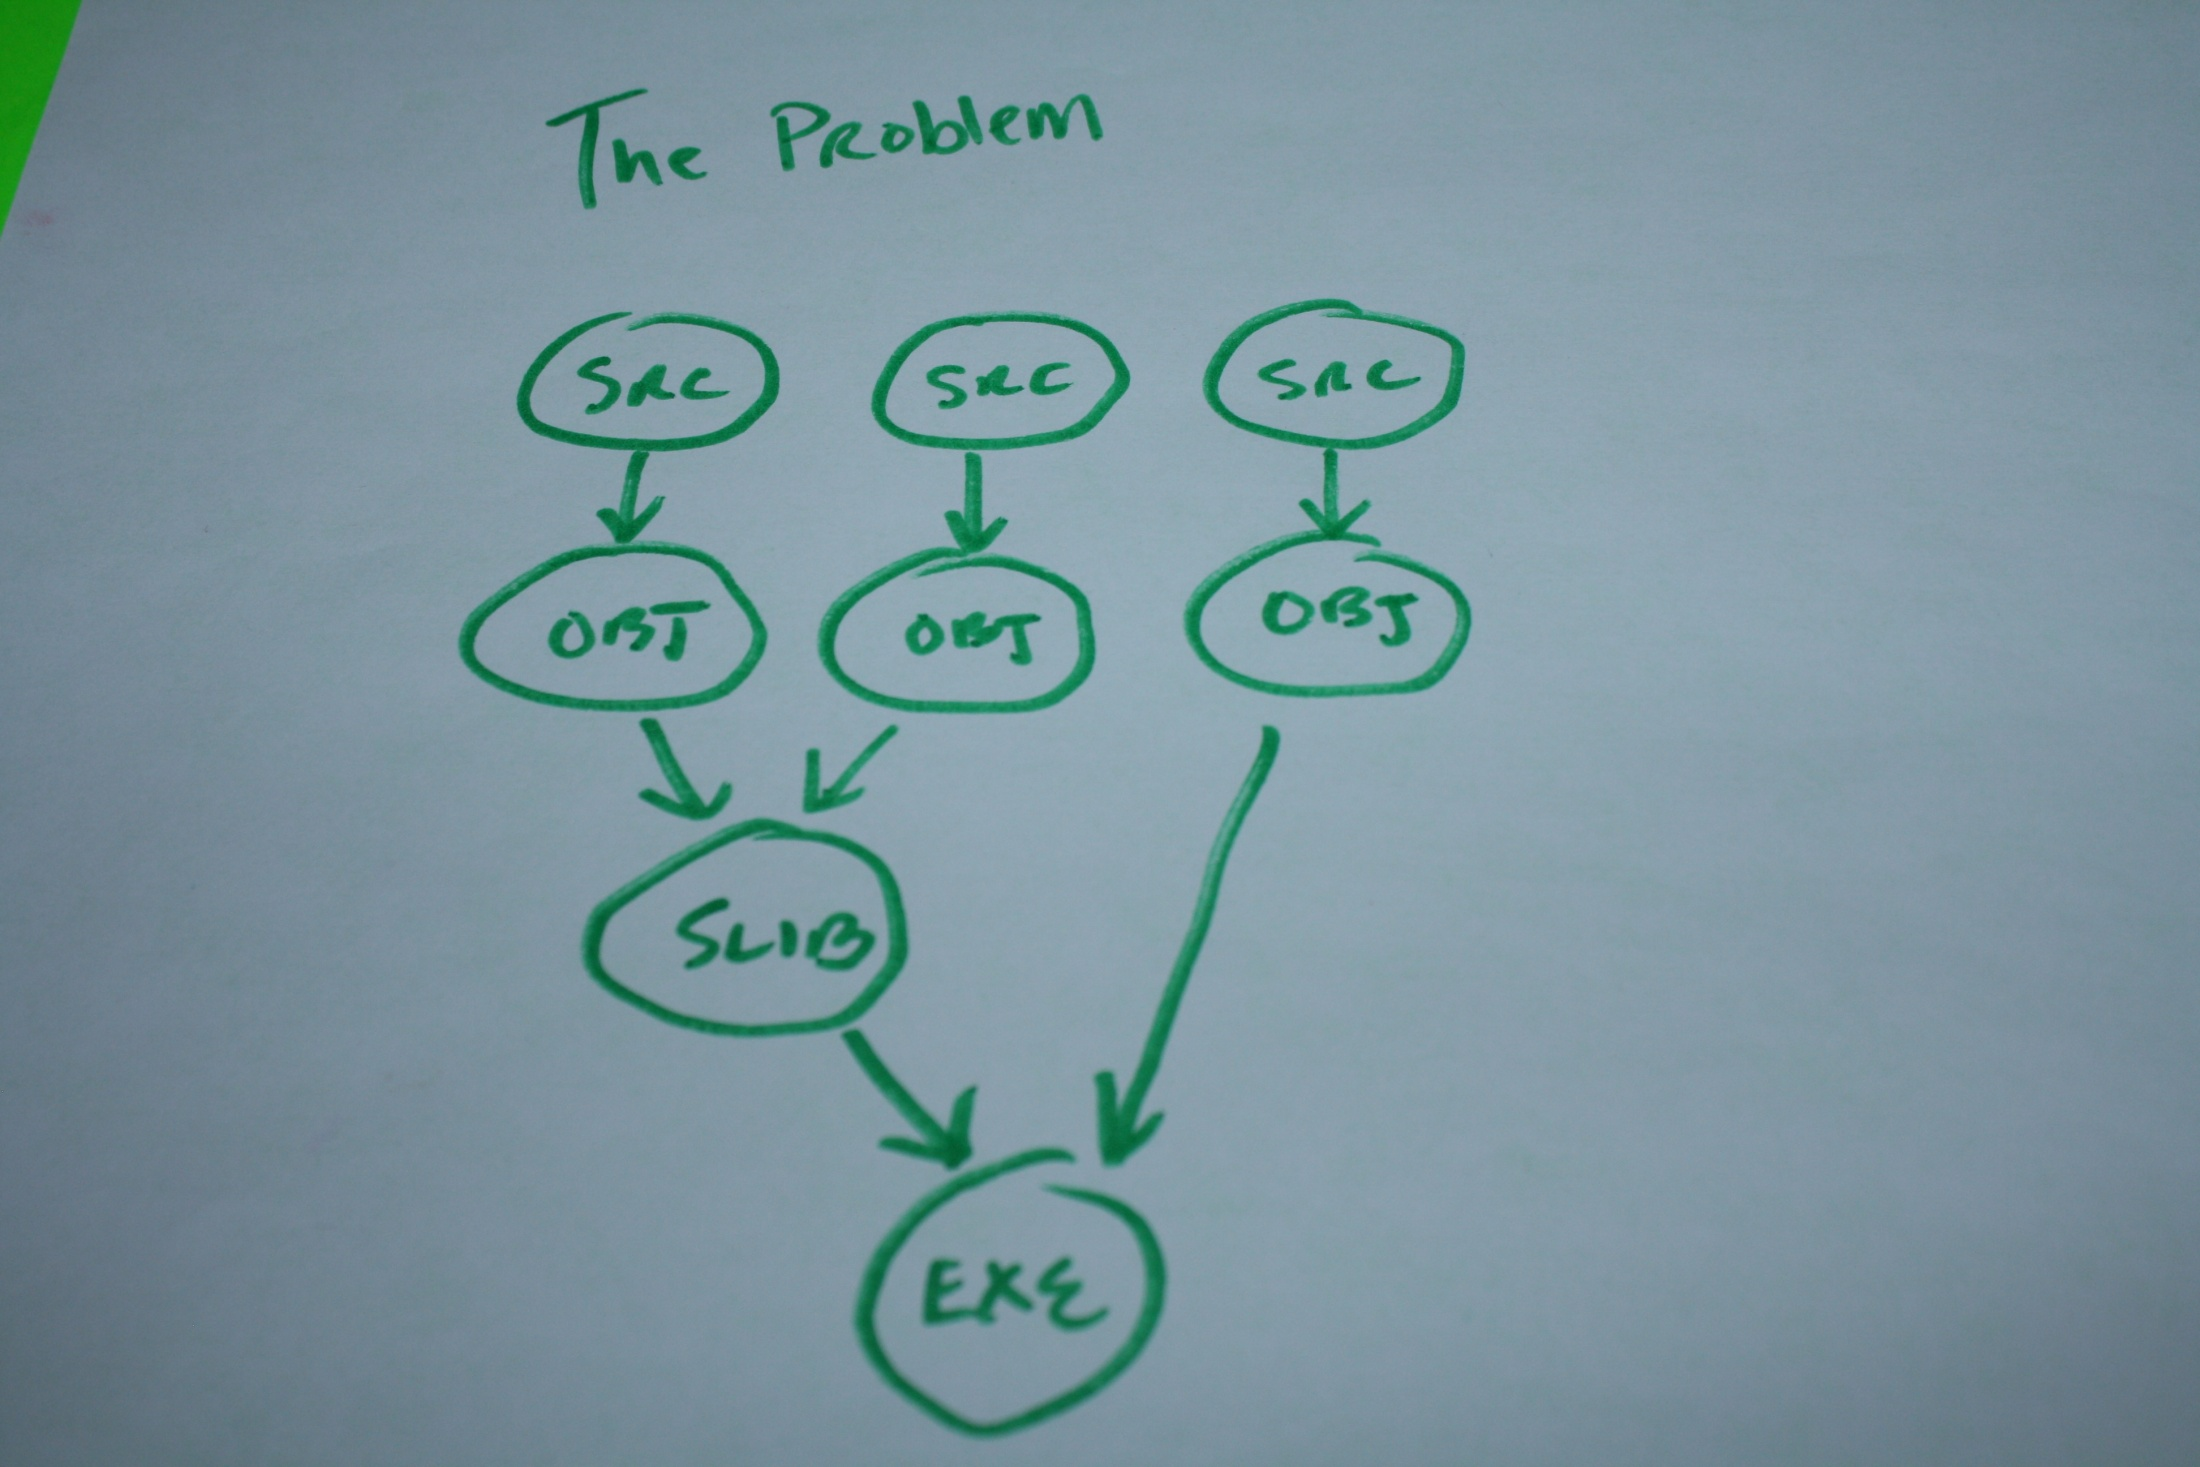 The Problem
SRC SRC SRC
OBJ OBJ OBJ
SLIB
EXE